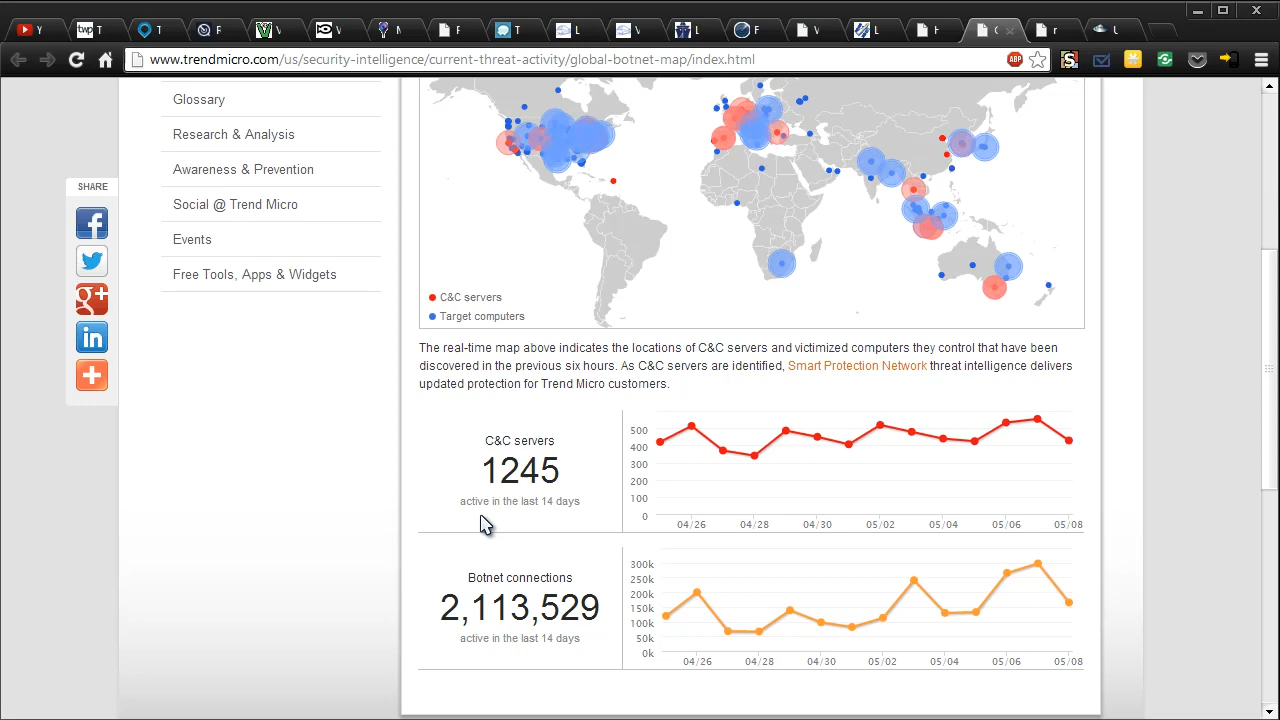 Y
twp T
T
F
V
V
M
F
T
L
V
L
F
V
L
F
C
r
L
www.trendmicro.com/us/security-intelligence/current-threat-activity/global-botnet-map/index.html
ABP
Glossary
Research & Analysis
Awareness & Prevention
Social @ Trend Micro
Events
Free Tools, Apps & Widgets
SHARE
f
g+
in
+
C&C servers
Target computers
The real-time map above indicates the locations of C&C servers and victimized computers they control that have been
discovered in the previous six hours. As C&C servers are identified, Smart Protection Network threat intelligence delivers
updated protection for Trend Micro customers.
C&C servers
1245
active in the last 14 days
500
400
300
200
100
0
04/26 04/28 04/30 05/02 05/04 05/06 05/08
Botnet connections
2,113,529
active in the last 14 days
300k
250k
200k
150k
100k
50k
0k
04/26 04/28 04/30 05/02 05/04 05/06 05/08